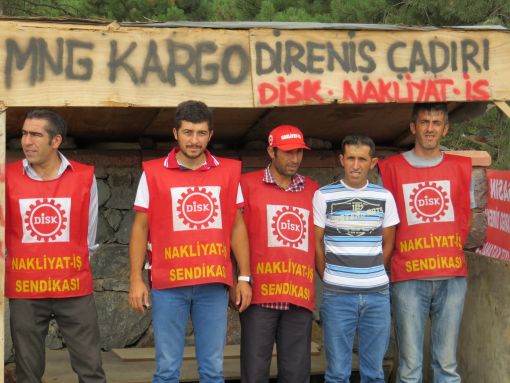 MNG KARGO DİRENİŞ ÇADIRI
DİSK · NAKLİYAT-İŞ
DİSK
NAKLİYAT-İŞ
SENDİKASI
DİSK
NAKLİYAT-İŞ
SENDİKASI
DİSK
NAKLİYAT-İŞ
SENDİKASI
DİSK
NAKLİYAT-İŞ
SENDİKASI